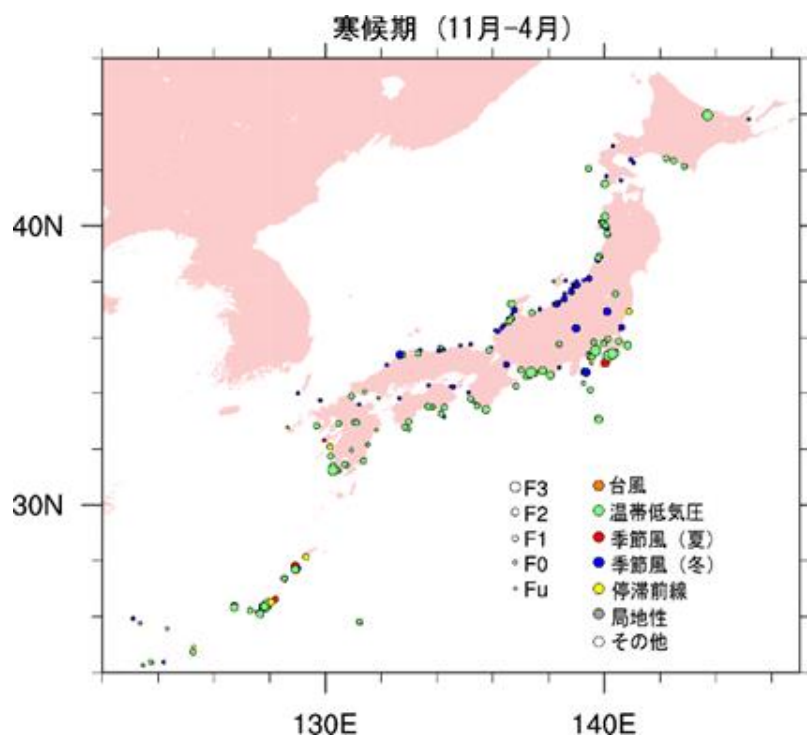 寒候期 (11月-4月)
40N
30N
F3
F2
F1
F0
Fu
台風
温帯低気圧
季節風 (夏)
季節風 (冬)
停滞前線
局地性
その他
130E
140E